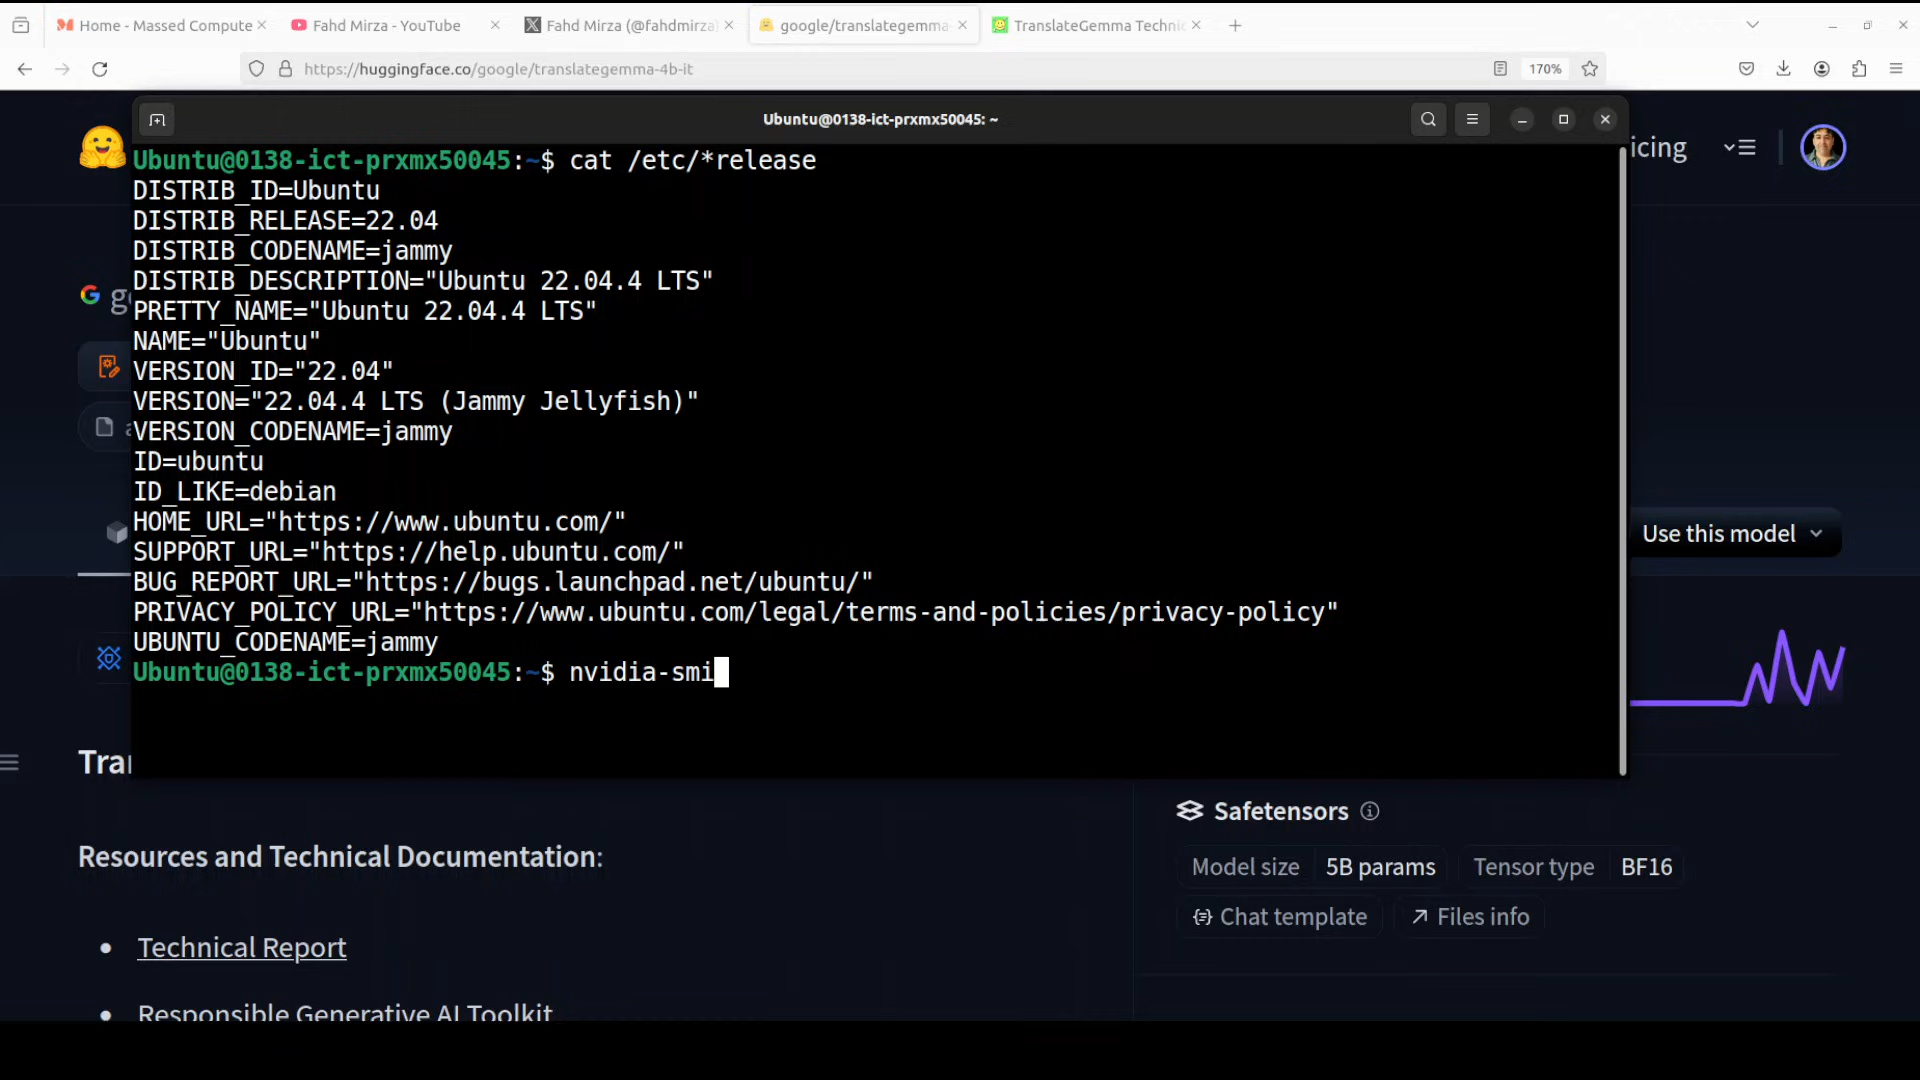 Home - Massed Compute
Fahd Mirza - YouTube
Fahd Mirza (@fahdmirza)
google/translategemma-
TranslateGemma Technic
https://huggingface.co/google/translategemma-4b-it
170%
Ubuntu@0138-ict-prxmx50045: ~
Ubuntu@0138-ict-prxmx50045:~$ cat /etc/*release
DISTRIB_ID=Ubuntu
DISTRIB_RELEASE=22.04
DISTRIB_CODENAME=jammy
DISTRIB_DESCRIPTION="Ubuntu 22.04.4 LTS"
PRETTY_NAME="Ubuntu 22.04.4 LTS"
NAME="Ubuntu"
VERSION_ID="22.04"
VERSION="22.04.4 LTS (Jammy Jellyfish)"
VERSION_CODENAME=jammy
ID=ubuntu
ID_LIKE=debian
HOME_URL="https://www.ubuntu.com/"
SUPPORT_URL="https://help.ubuntu.com/"
BUG_REPORT_URL="https://bugs.launchpad.net/ubuntu/"
PRIVACY_POLICY_URL="https://www.ubuntu.com/legal/terms-and-policies/privacy-policy"
UBUNTU_CODENAME=jammy
Ubuntu@0138-ict-prxmx50045:~$ nvidia-smi
icing
Use this model
Tra
Resources and Technical Documentation:
• Technical Report
• Responsible Generative AI Toolkit
Safetensors
Model size 5B params Tensor type BF16
Chat template Files info